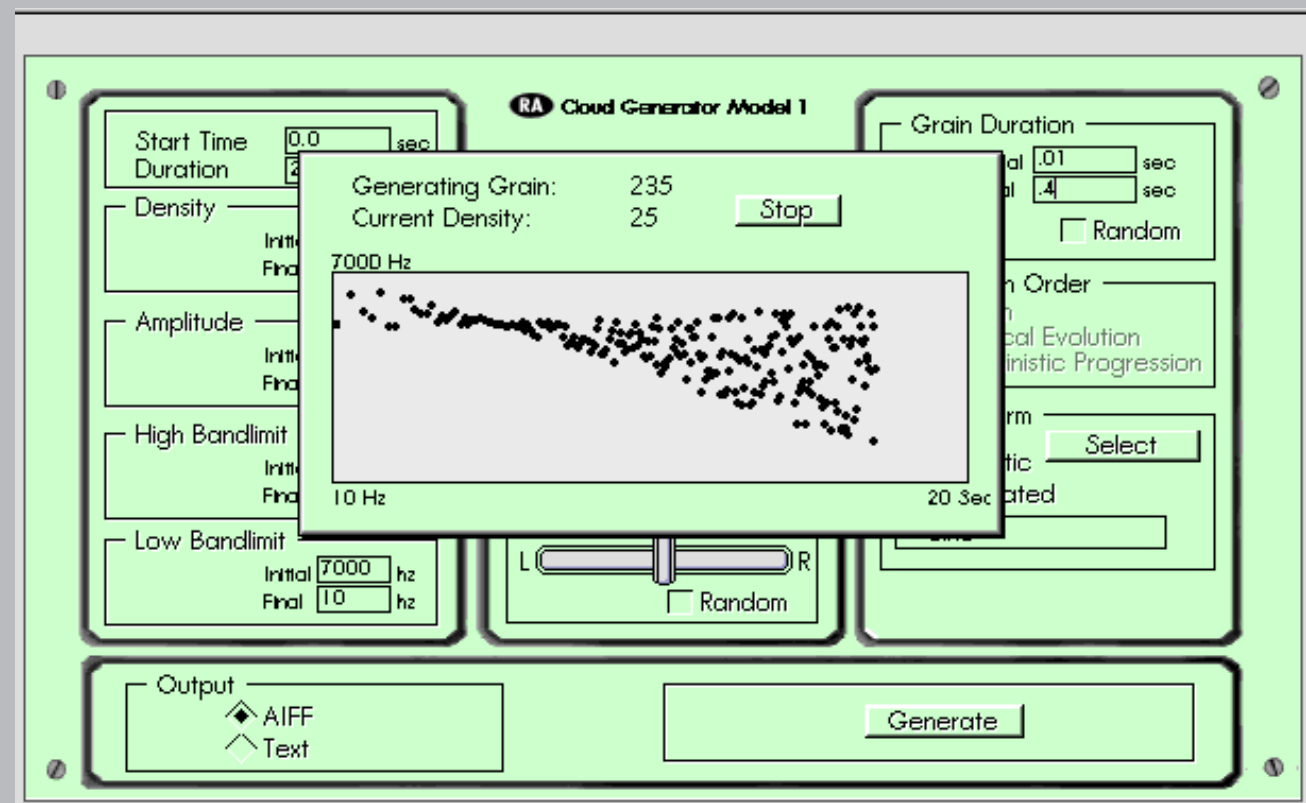 RA Cloud Generator Model 1
Start Time 0.0 sec
Duration 2
Density
Amplitude
High Bandlimit
Low Bandlimit
Initial 7000 hz
Final 10 hz
Generating Grain: 235
Current Density: 25
Stop
7000 Hz
10 Hz
20 Sec
L R
Random
Grain Duration
.01 sec
.4 sec
Random
Order
Evolution
Progression
Select
Output
AIFF
Text
Generate